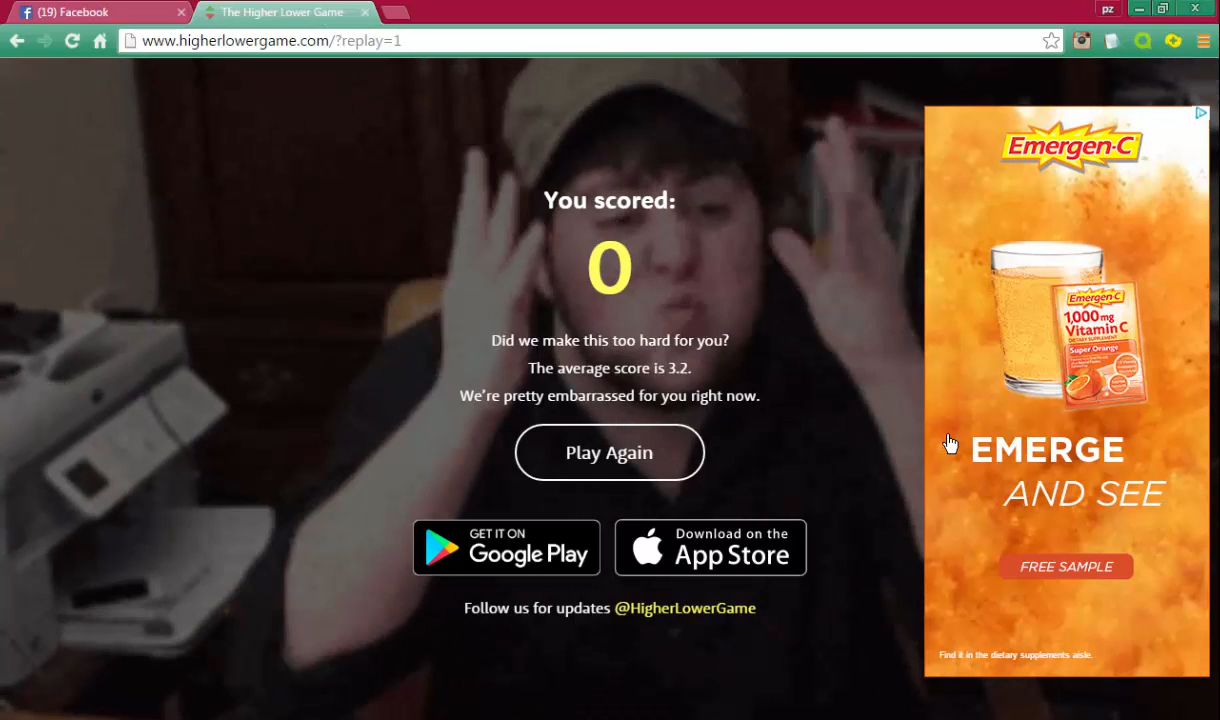 (19) Facebook
The Higher Lower Game
pz
www.higherlowergame.com/?replay=1
You scored:
0
Did we make this too hard for you?
The average score is 3.2.
We're pretty embarrassed for you right now.
Play Again
GET IT ON
Google Play
Download on the
App Store
Follow us for updates @HigherLowerGame
Emergen-C
Emergen-C
1,000 mg
Vitamin C
DIETARY SUPPLEMENT
Super Orange
EMERGE
AND SEE
FREE SAMPLE
Find it in the dietary supplements aisle.